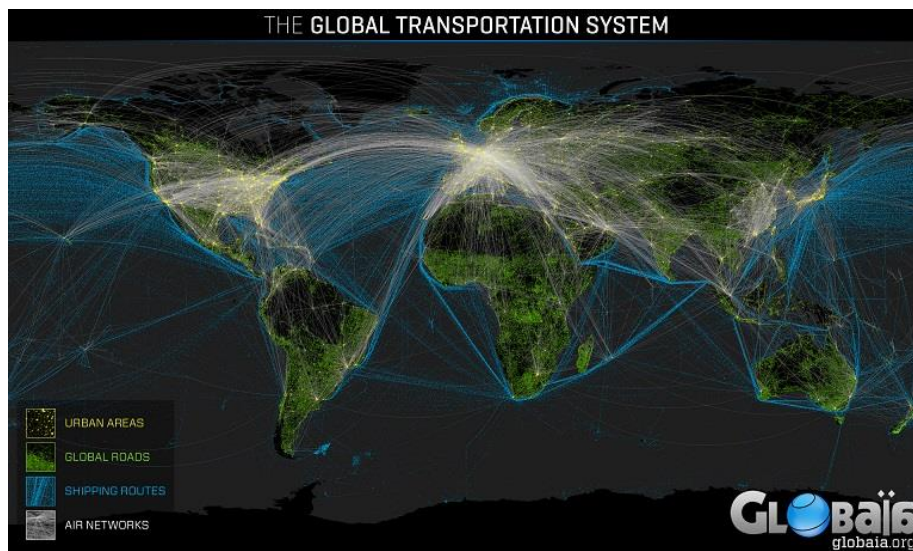 THE GLOBAL TRANSPORTATION SYSTEM
URBAN AREAS
GLOBAL ROADS
SHIPPING ROUTES
AIR NETWORKS
GLOBAÏA
globaia.org